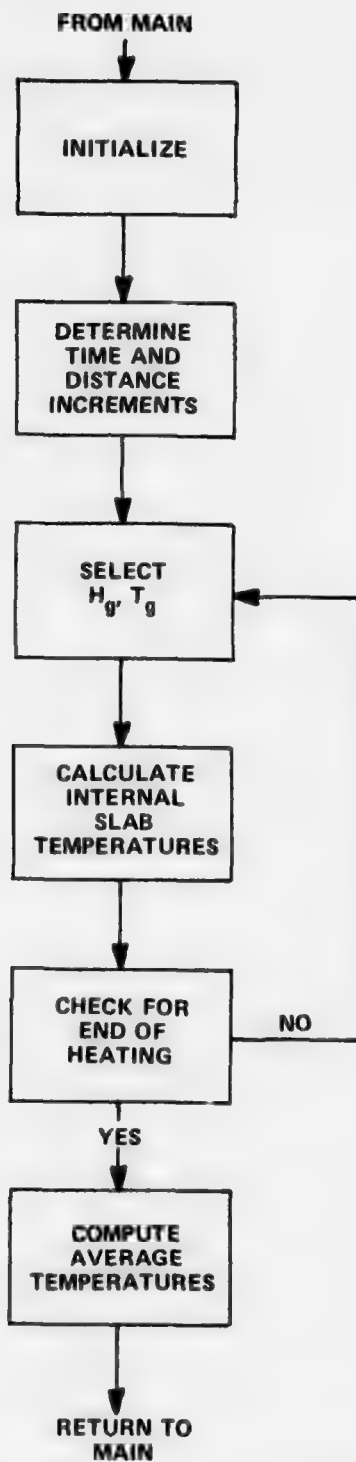 FROM MAIN
INITIALIZE
DETERMINE
TIME AND
DISTANCE
INCREMENTS
SELECT
Hg, Tg
CALCULATE
INTERNAL
SLAB
TEMPERATURES
CHECK FOR
END OF
HEATING
NO
YES
COMPUTE
AVERAGE
TEMPERATURES
RETURN TO
MAIN